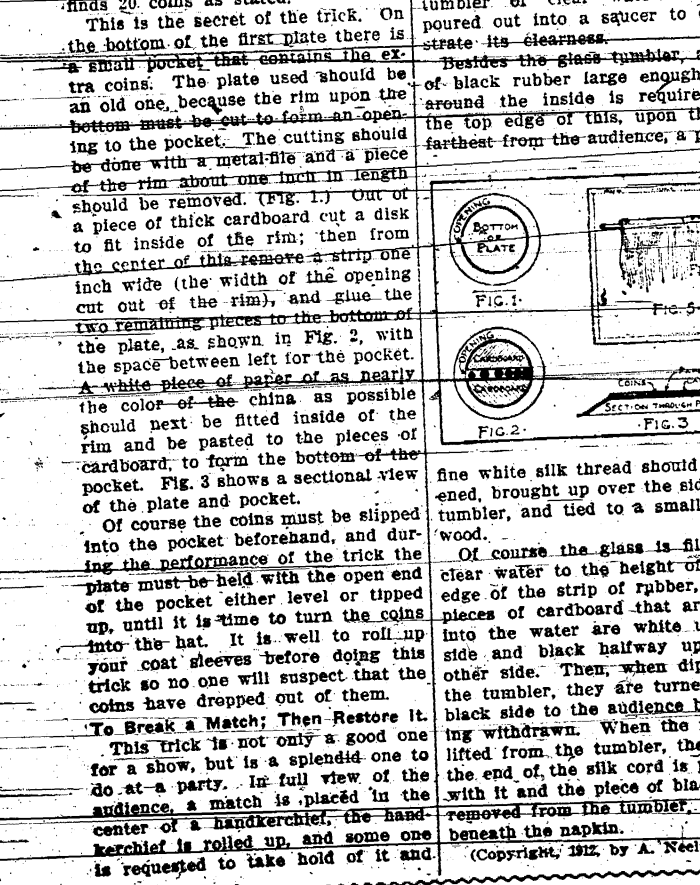 finds 20 coins as stated.
This is the secret of the trick. On
the bottom of the first plate there is
a small pocket that contains the ex-
tra coins. The plate used should be
an old one, because the rim upon the
bottom must be cut to form an open-
ing to the pocket. The cutting should
be done with a metal-file and a piece
of the rim about one inch in length
should be removed. (Fig. 1.) Out of
a piece of thick cardboard cut a disk
to fit inside of the rim; then from
the center of this remove a strip one
inch wide (the width of the opening
cut out of the rim), and glue the
two remaining pieces to the bottom of
the plate, as shown in Fig. 2, with
the space between left for the pocket.
A white piece of paper of as nearly
the color of the china as possible
should next be fitted inside of the
rim and be pasted to the pieces of
cardboard, to form the bottom of the
pocket. Fig. 3 shows a sectional view
of the plate and pocket.
Of course the coins must be slipped
into the pocket beforehand, and dur-
ing the performance of the trick the
plate must be held with the open end
of the pocket either level or tipped
up, until it is time to turn the coins
into the hat. It is well to roll up
your coat sleeves before doing this
trick so no one will suspect that the
coins have dropped out of them.
To Break a Match; Then Restore It.
This trick is not only a good one
for a show, but is a splendid one to
do at a party. In full view of the
audience, a match is placed in the
center of a handkerchief, the hand-
kerchief is rolled up, and some one
is requested to take hold of it and
tumbler of clear
poured out into a saucer to
strate its clearness.
Besides the glass tumbler,
of black rubber large enough
around the inside is require
the top edge of this, upon th
farthest from the audience, a
OPENING
BOTTOM
OF
PLATE
FIG.1.
FIG.5
OPENING
CARDBOARD
CARDBOARD
FIG.2.
COINS
SECTION THROUGH P
FIG.3
fine white silk thread should
ened, brought up over the sid
tumbler, and tied to a small
wood.
Of course the glass is fil
clear water to the height of
edge of the strip of rubber,
pieces of cardboard that ar
into the water are white
side and black halfway up
other side. Then, when dip
the tumbler, they are turne
black side to the audience b
ing withdrawn. When the
lifted from the tumbler, the
the end of the silk cord is
with it and the piece of bla
removed from the tumbler,
beneath the napkin.
(Copyright, 1912, by A. Neel